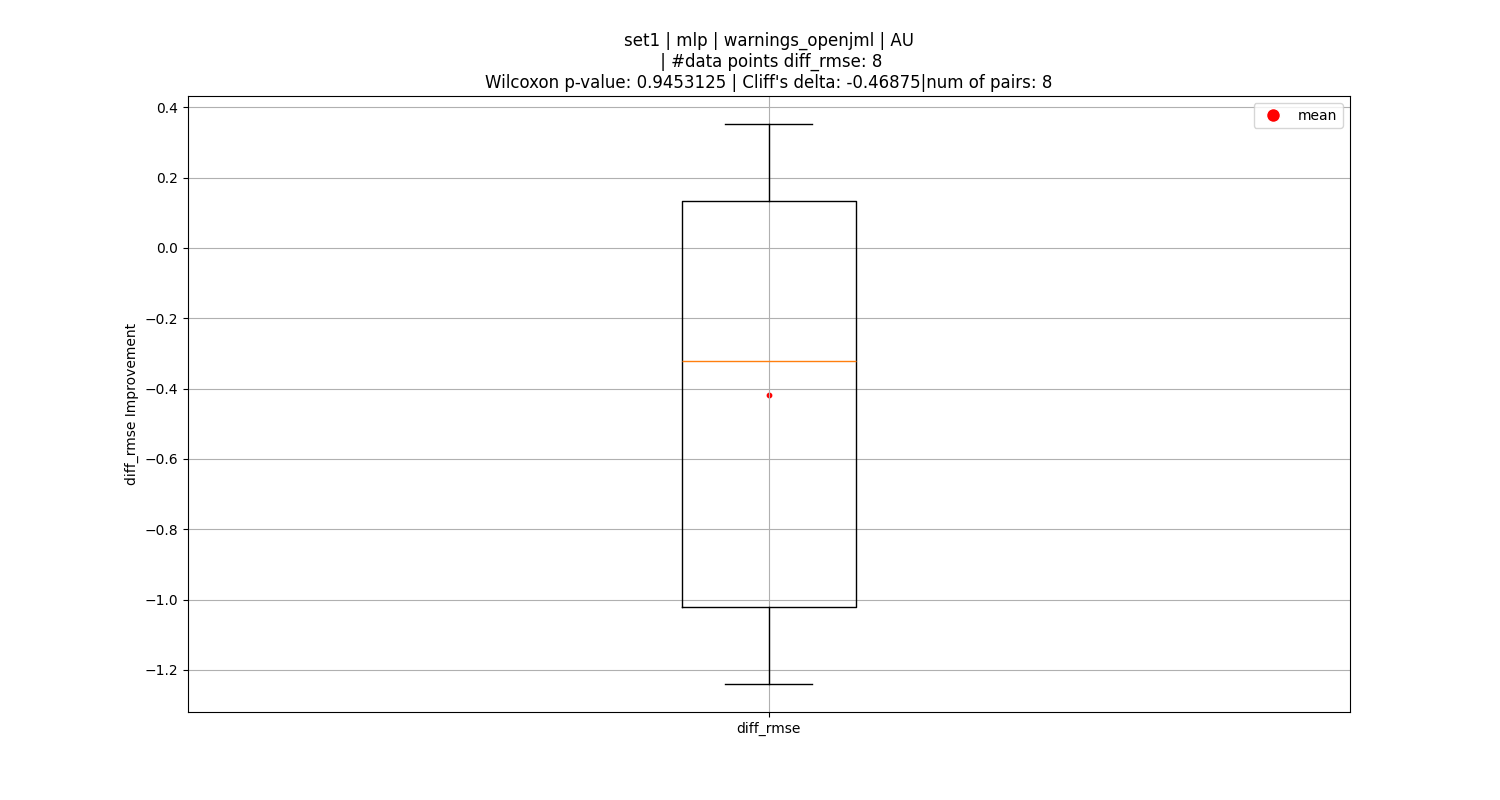 set1 | mlp | warnings_openjml | AU
| #data points diff_rmse: 8
Wilcoxon p-value: 0.9453125 | Cliff's delta: -0.46875|num of pairs: 8
mean
0.4
0.2
0.0
−0.2
−0.4
−0.6
−0.8
−1.0
−1.2
diff_rmse Improvement
diff_rmse